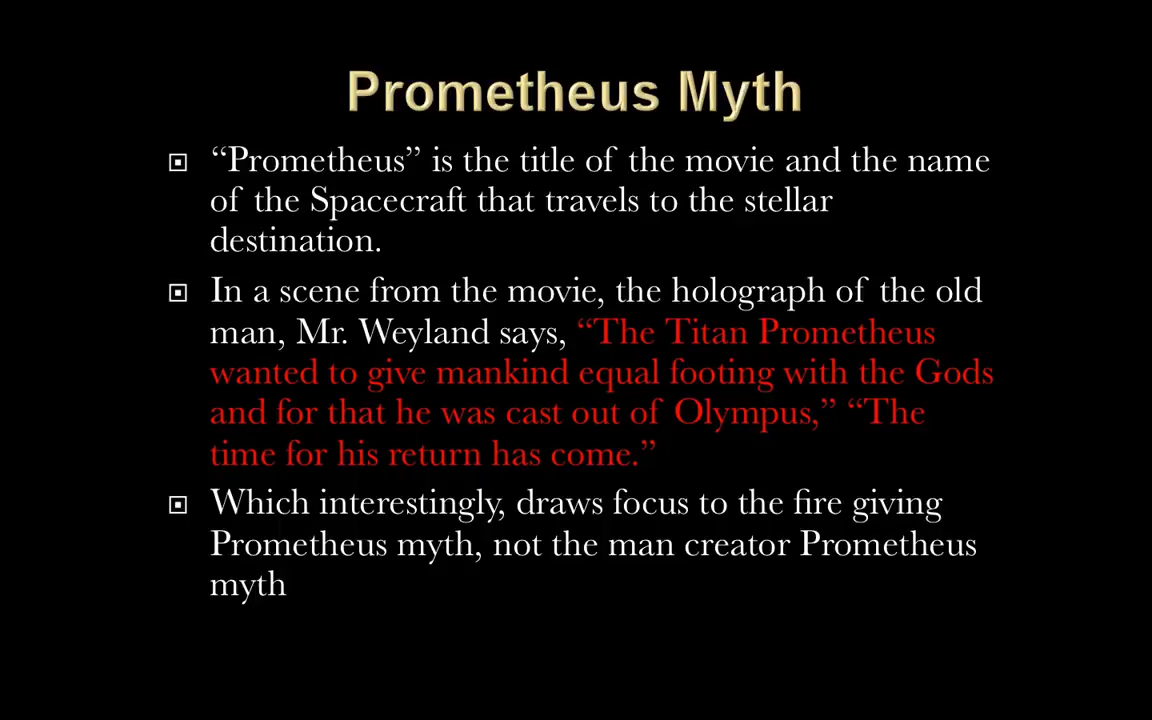 Prometheus Myth
“Prometheus” is the title of the movie and the name
of the Spacecraft that travels to the stellar
destination.
In a scene from the movie, the holograph of the old
man, Mr. Weyland says, “The Titan Prometheus
wanted to give mankind equal footing with the Gods
and for that he was cast out of Olympus,” “The
time for his return has come.”
Which interestingly, draws focus to the fire giving
Prometheus myth, not the man creator Prometheus
myth